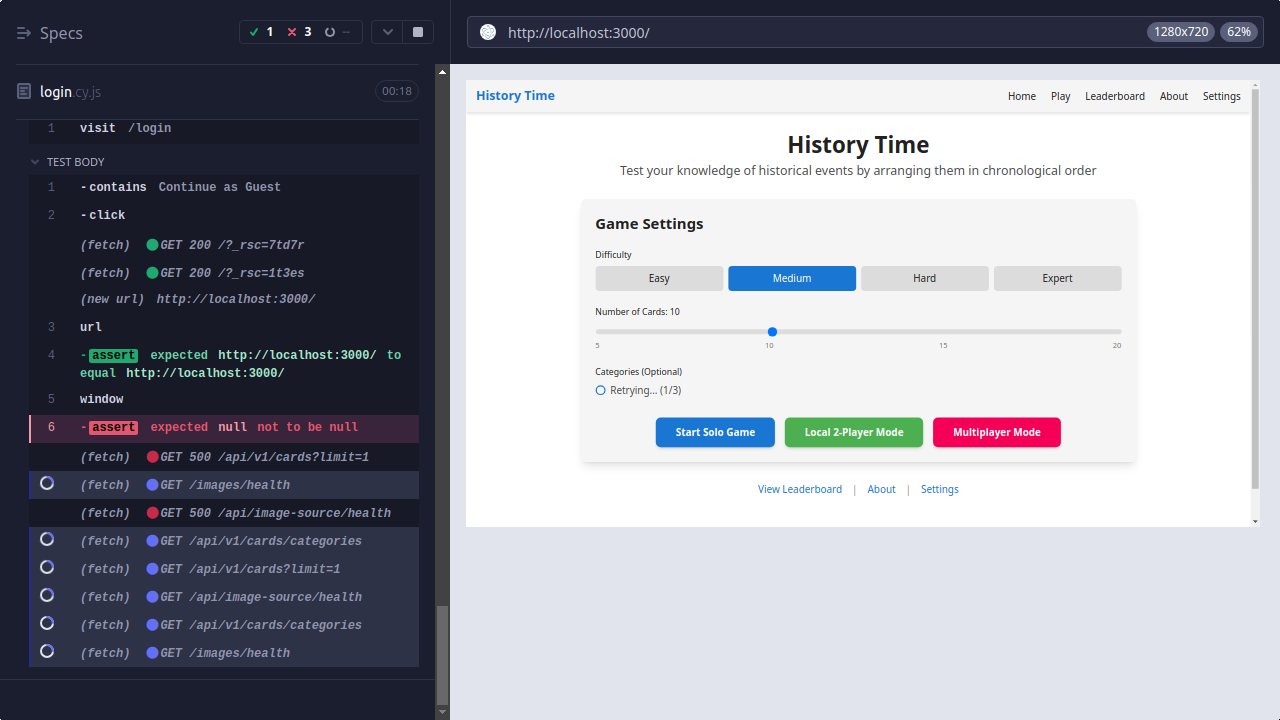 Specs
1
3
--
login.cy.js
00:18
1 visit /login
TEST BODY
1 -contains Continue as Guest
2 -click
(fetch) GET 200 /?_rsc=7td7r
(fetch) GET 200 /?_rsc=1t3es
(new url) http://localhost:3000/
3 url
4 -assert expected http://localhost:3000/ to
equal http://localhost:3000/
5 window
6 -assert expected null not to be null
(fetch) GET 500 /api/v1/cards?limit=1
(fetch) GET /images/health
(fetch) GET 500 /api/image-source/health
(fetch) GET /api/v1/cards/categories
(fetch) GET /api/v1/cards?limit=1
(fetch) GET /api/image-source/health
(fetch) GET /api/v1/cards/categories
(fetch) GET /images/health
http://localhost:3000/
1280x720
62%
History Time
Home Play Leaderboard About Settings
History Time
Test your knowledge of historical events by arranging them in chronological order
Game Settings
Difficulty
Easy Medium Hard Expert
Number of Cards: 10
5 10 15 20
Categories (Optional)
Retrying... (1/3)
Start Solo Game Local 2-Player Mode Multiplayer Mode
View Leaderboard | About | Settings